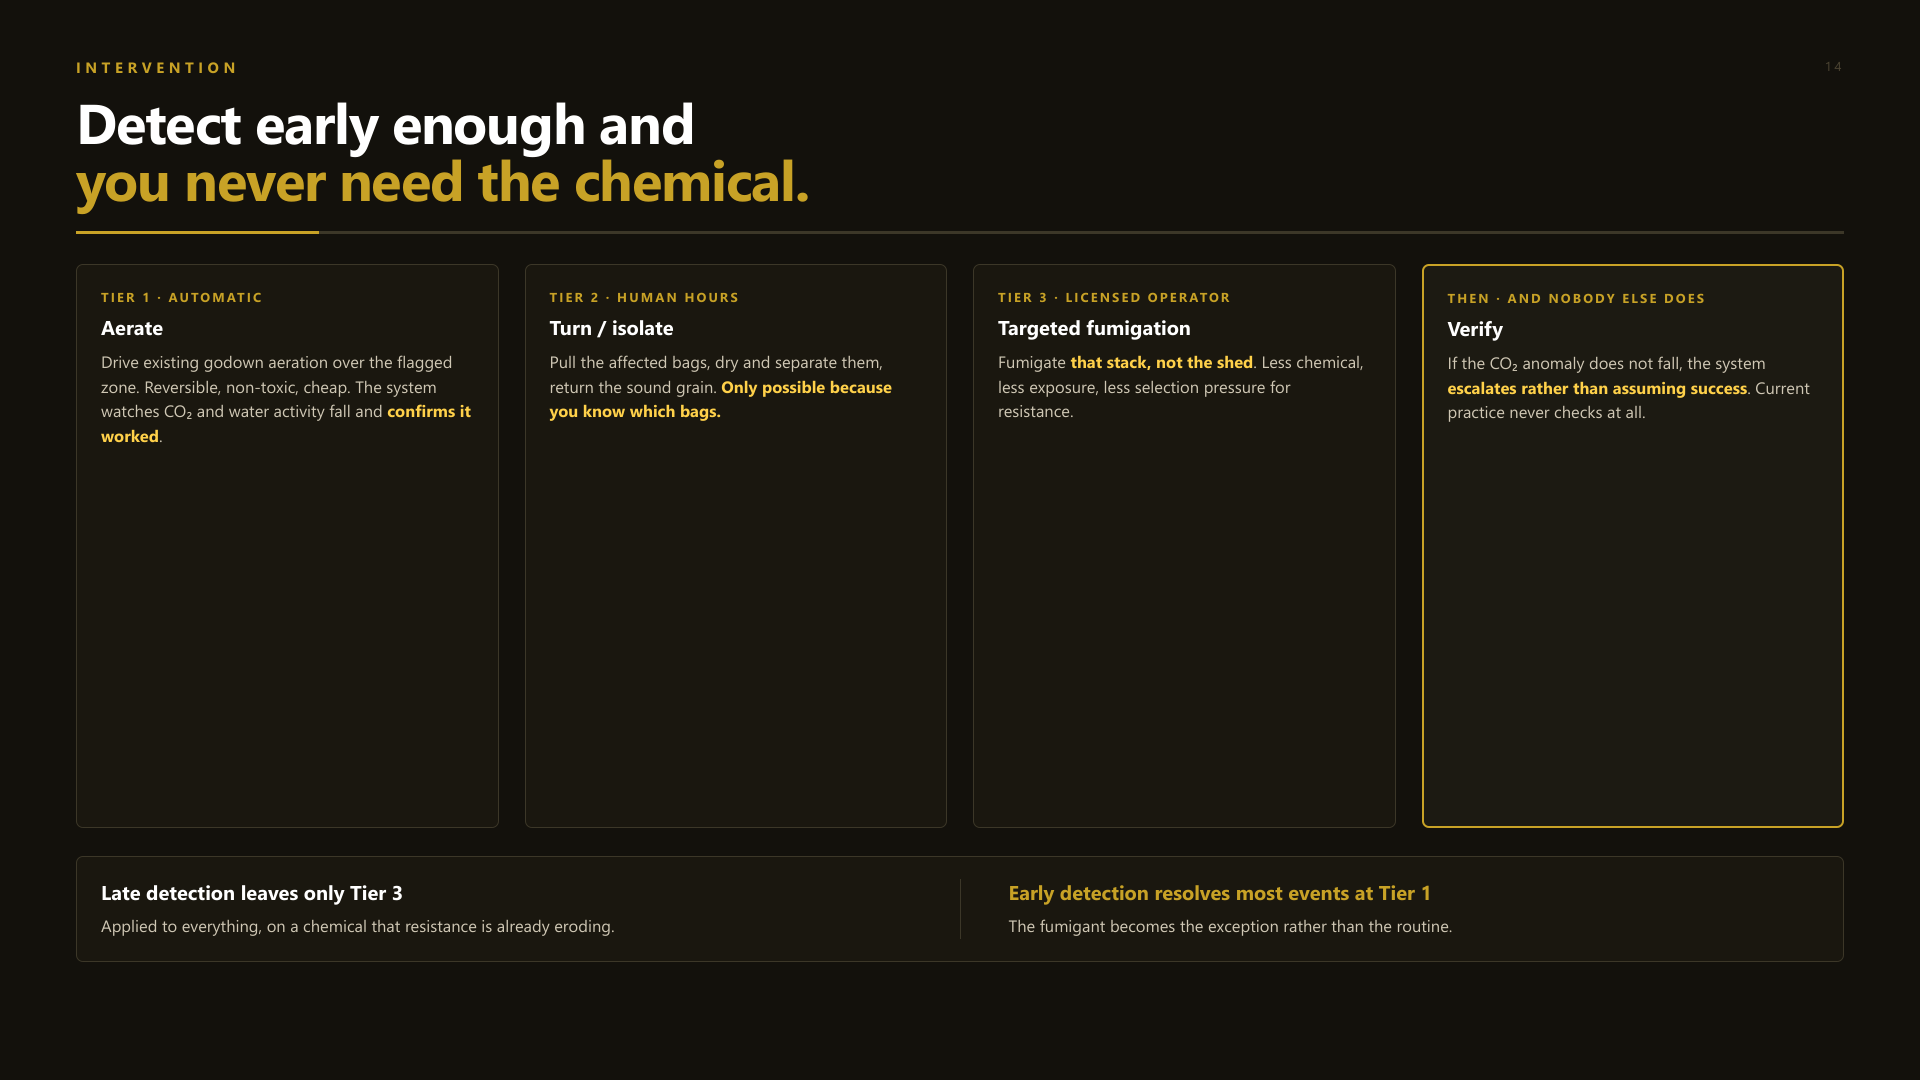 INTERVENTION
14
Detect early enough and
you never need the chemical.
TIER 1 · AUTOMATIC
Aerate
Drive existing godown aeration over the flagged
zone. Reversible, non-toxic, cheap. The system
watches CO₂ and water activity fall and confirms it
worked.
TIER 2 · HUMAN HOURS
Turn / isolate
Pull the affected bags, dry and separate them,
return the sound grain. Only possible because
you know which bags.
TIER 3 · LICENSED OPERATOR
Targeted fumigation
Fumigate that stack, not the shed. Less chemical,
less exposure, less selection pressure for
resistance.
THEN · AND NOBODY ELSE DOES
Verify
If the CO₂ anomaly does not fall, the system
escalates rather than assuming success. Current
practice never checks at all.
Late detection leaves only Tier 3
Applied to everything, on a chemical that resistance is already eroding.
Early detection resolves most events at Tier 1
The fumigant becomes the exception rather than the routine.